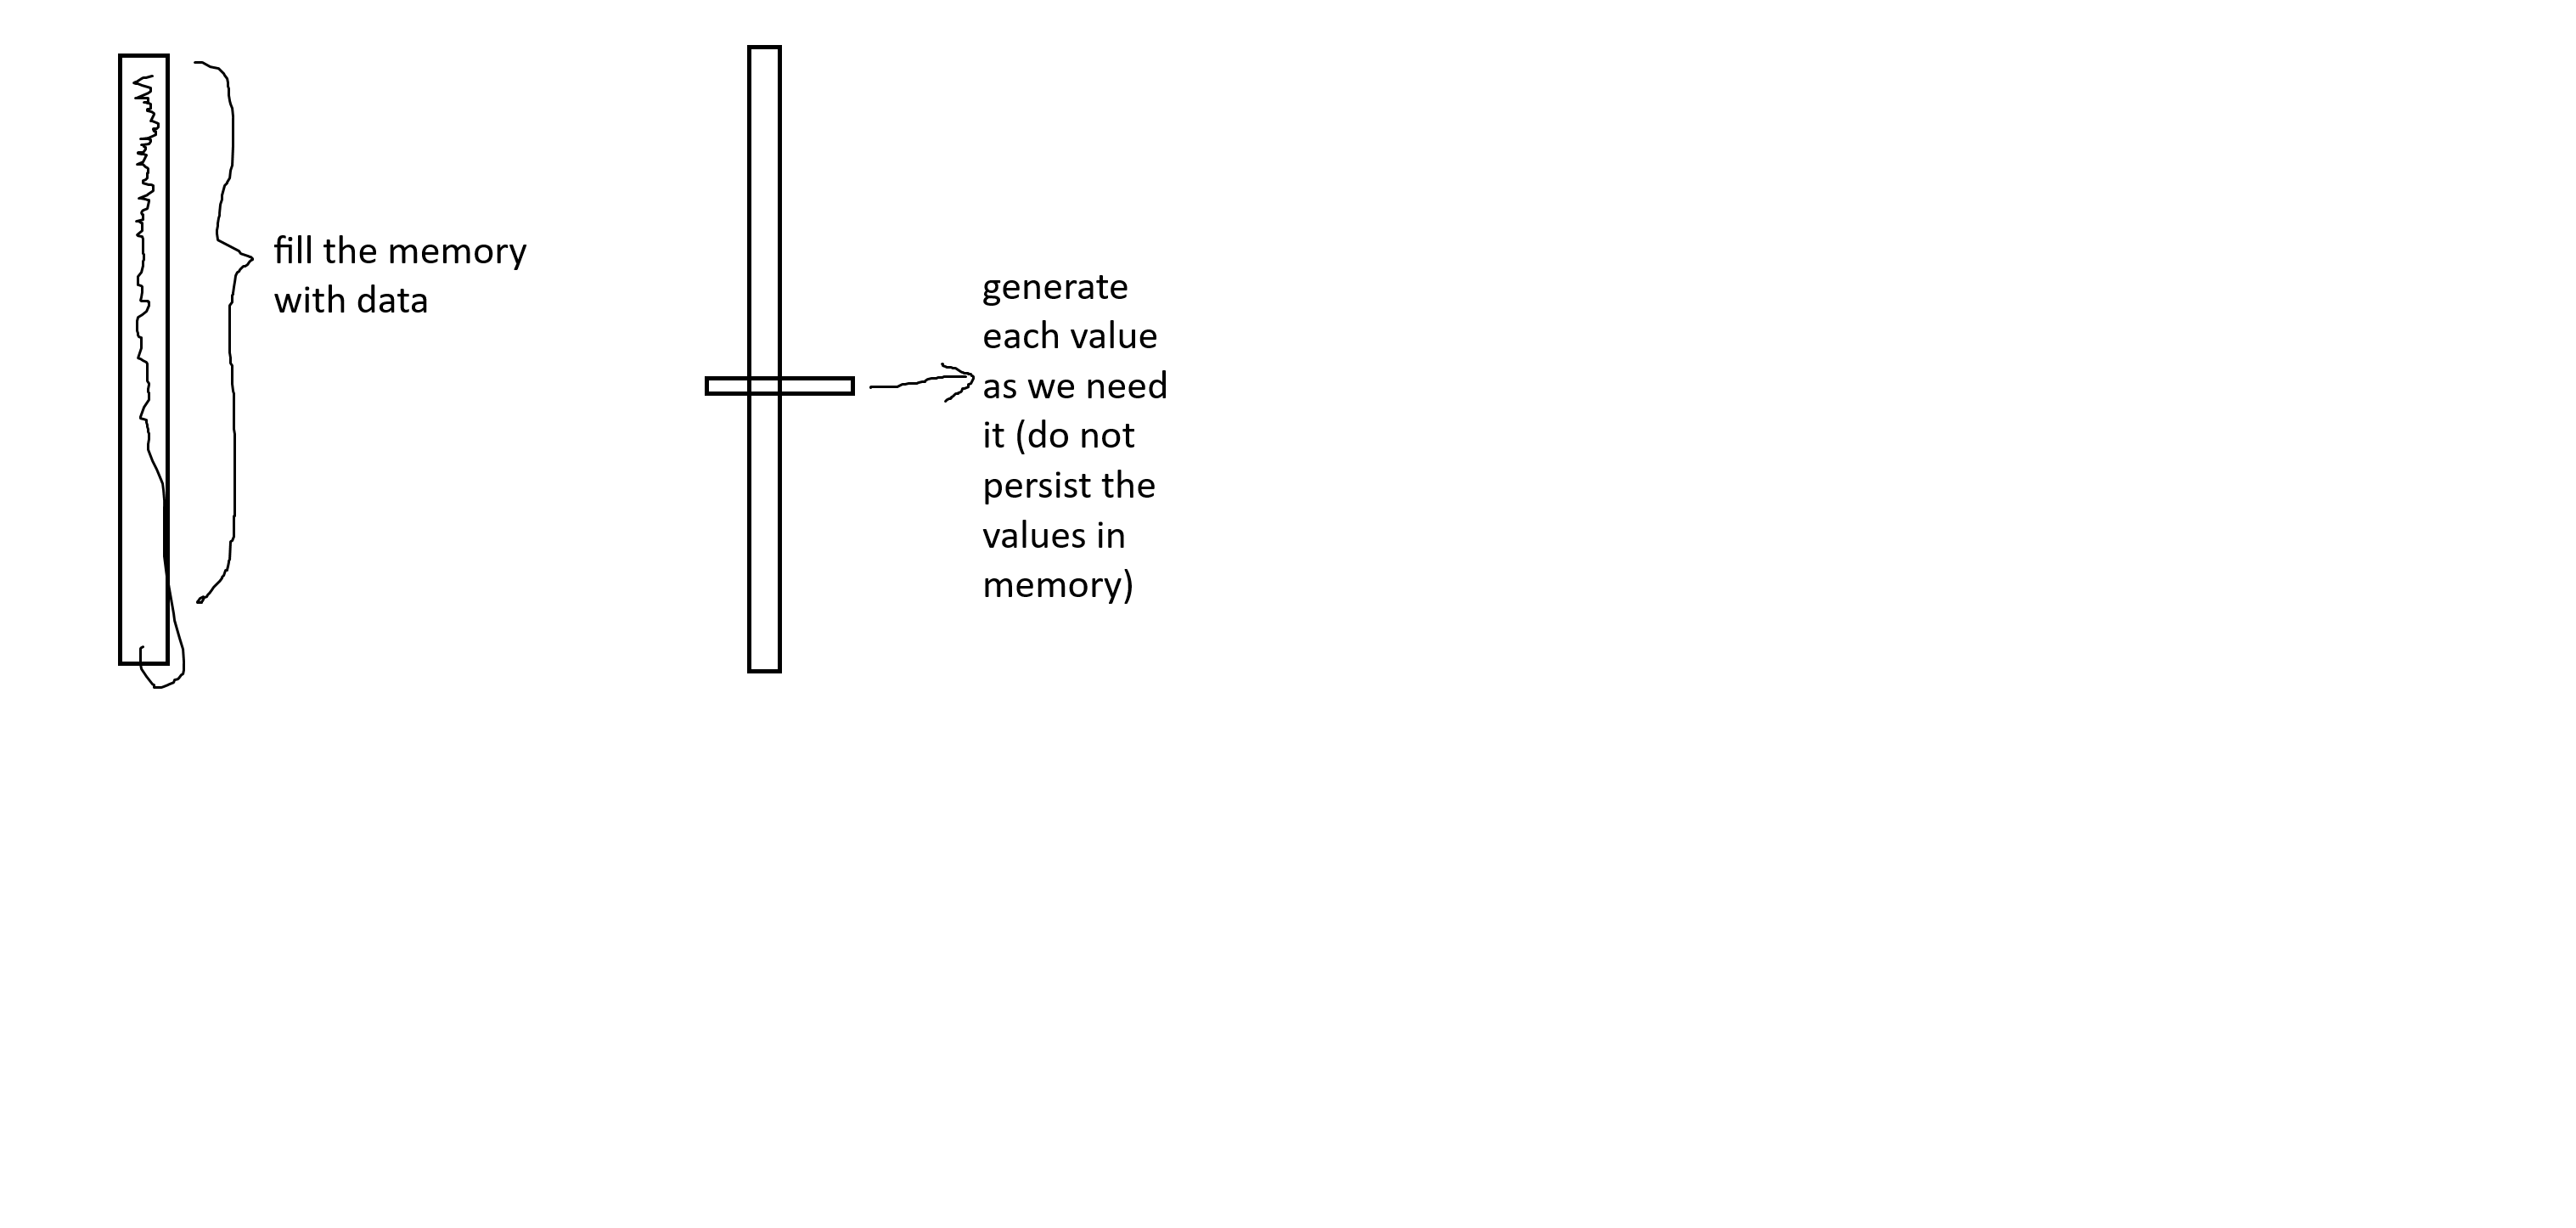 fill the memory
with data
generate
each value
as we need
it (do not
persist the
values in
memory)